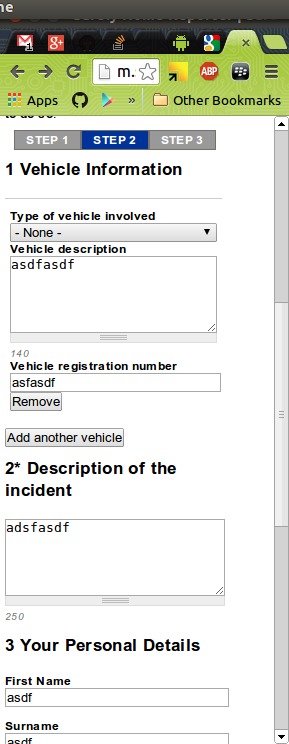 me
1
m.
ABP
Apps
»
Other Bookmarks
STEP 1 STEP 2 STEP 3
1 Vehicle Information
Type of vehicle involved
- None -
Vehicle description
asdfasdf
140
Vehicle registration number
asfasdf
Remove
Add another vehicle
2* Description of the
incident
adsfasdf
250
3 Your Personal Details
First Name
asdf
Surname
asdf